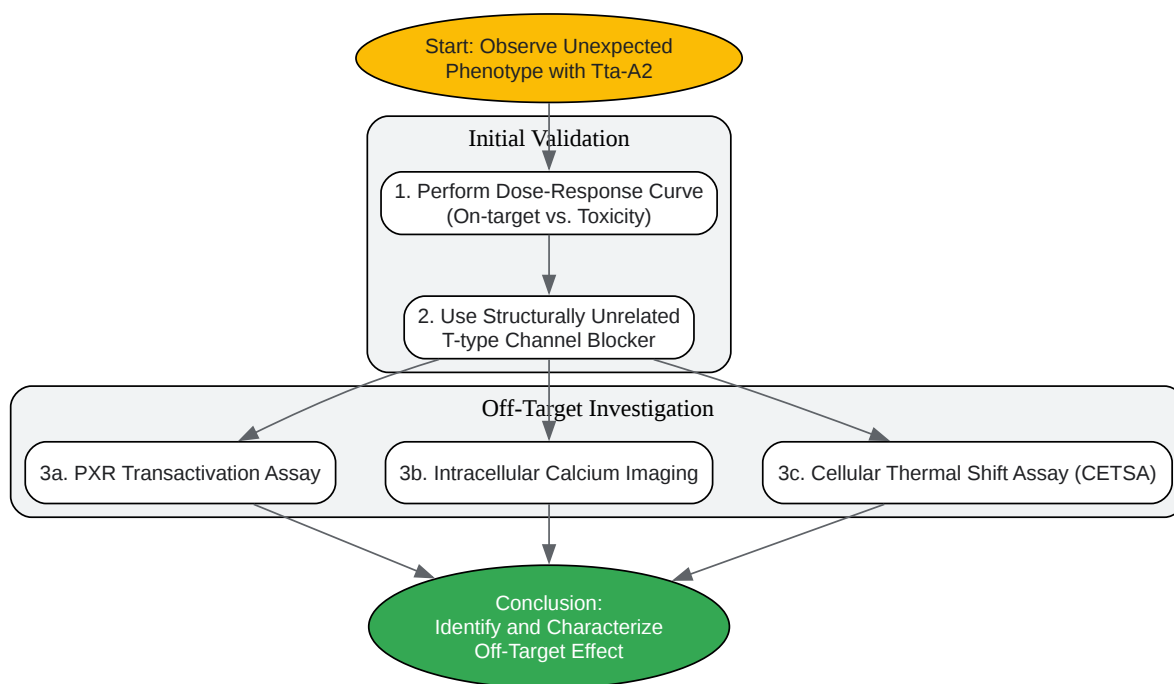 Start: Observe Unexpected
Phenotype with Tta-A2
Initial Validation
1. Perform Dose-Response Curve
(On-target vs. Toxicity)
2. Use Structurally Unrelated
T-type Channel Blocker
Off-Target Investigation
3a. PXR Transactivation Assay
3b. Intracellular Calcium Imaging
3c. Cellular Thermal Shift Assay (CETSA)
Conclusion:
Identify and Characterize
Off-Target Effect